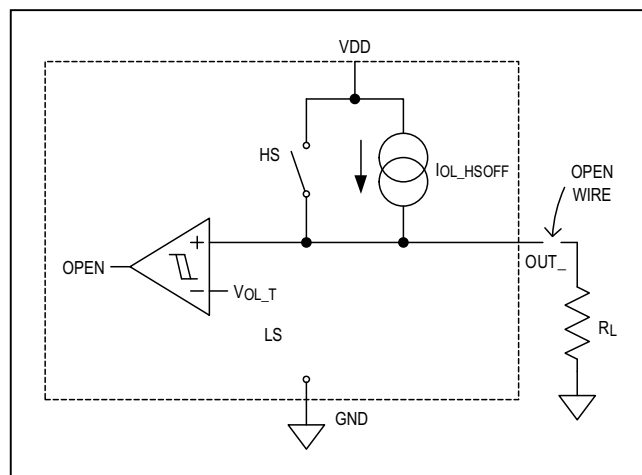 VDD
HS
IOL_HSOFF
OPEN
WIRE
+
OPEN
OUT_
− VOL_T
RL
LS
GND